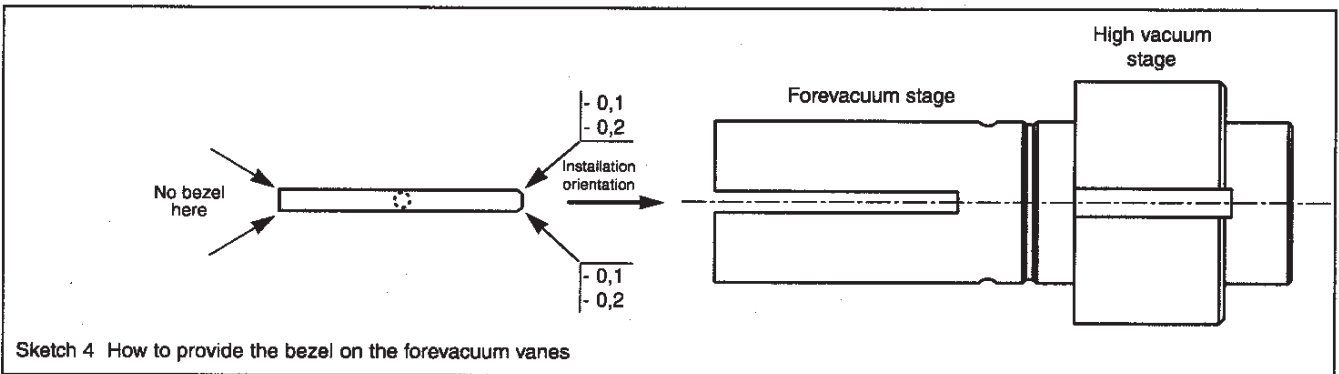 High vacuum
stage
Forevacuum stage
- 0,1
- 0,2
Installation
orientation
No bezel
here
- 0,1
- 0,2
Sketch 4 How to provide the bezel on the forevacuum vanes